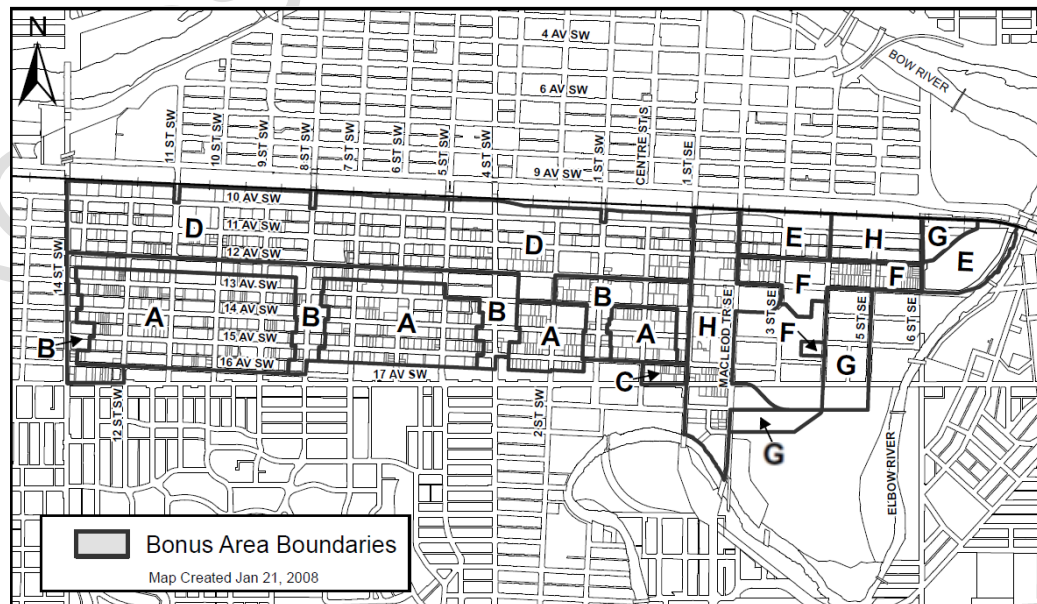 N
4 AV SW
BOW RIVER
6 AV SW
11 ST SW
10 ST SW
9 ST SW
8 ST SW
7 ST SW
6 ST SW
5 ST SW
4 ST SW
1 ST SW
CENTRE ST S
1 ST SE
9 AV SW
10 AV SW
D
11 AV SW
D
E
H
G
E
12 AV SW
14 ST SW
13 AV SW
F
F
A
14 AV SW
B
A
B
B
A
A
H
MACLEOD TR SE
3 ST SE
F
5 ST SE
6 ST SE
B
15 AV SW
16 AV SW
17 AV SW
C
G
12 ST SW
2 ST SW
G
ELBOW RIVER
Bonus Area Boundaries
Map Created Jan 21, 2008